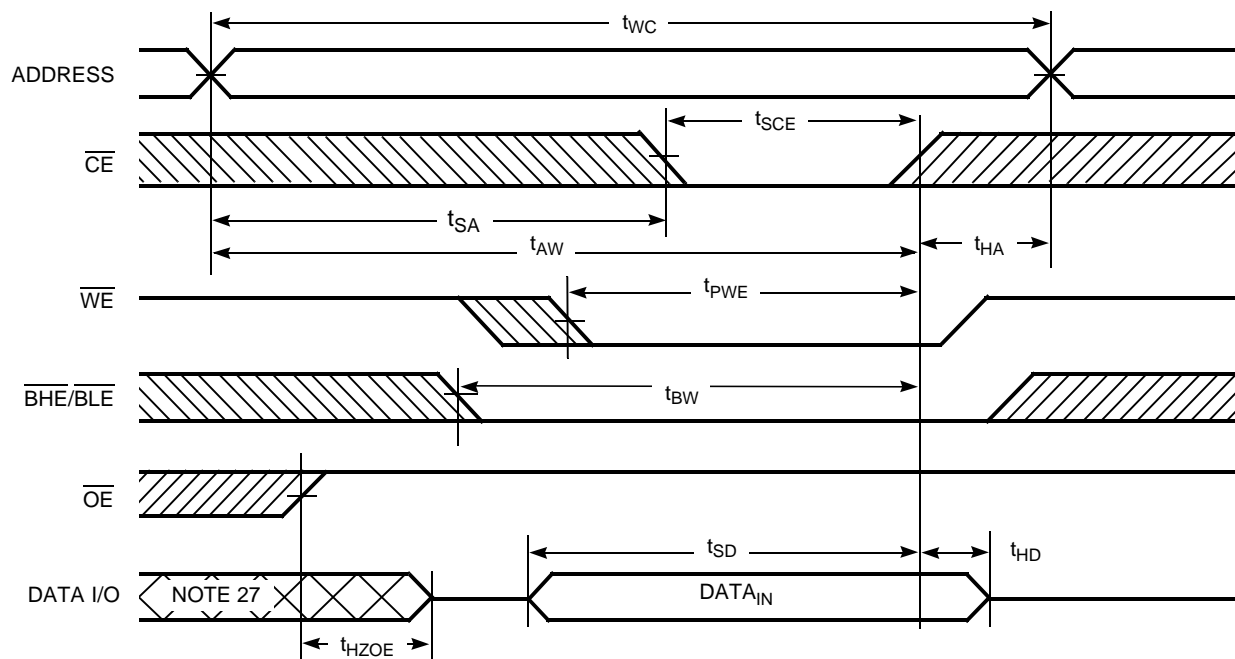 tWC
ADDRESS
tSCE
CE
tSA
tAW
tHA
WE
tPWE
BHE/BLE
tBW
OE
tSD
tHD
DATA I/O
NOTE 27
DATAIN
tHZOE